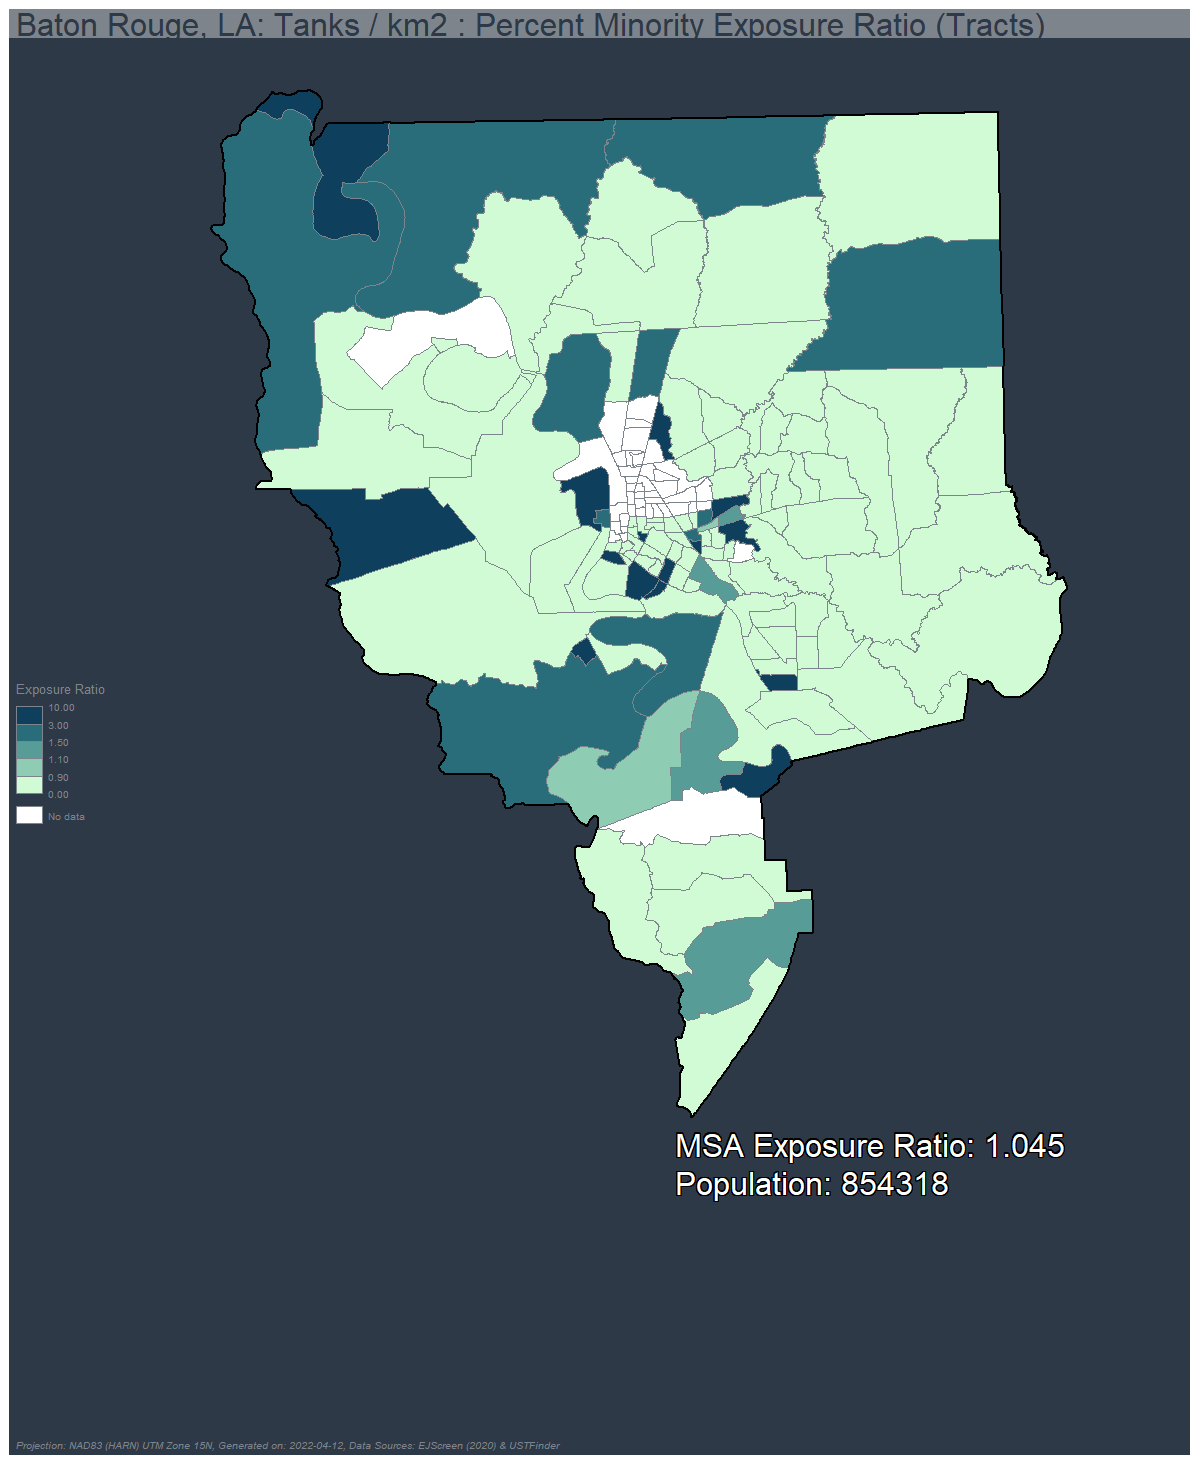 Baton Rouge, LA: Tanks / km2 : Percent Minority Exposure Ratio (Tracts)
Exposure Ratio
10.00
3.00
1.50
1.10
0.90
0.00
No data
MSA Exposure Ratio: 1.045
Population: 854318
Projection: NAD83 (HARN) UTM Zone 15N, Generated on: 2022-04-12, Data Sources: EJScreen (2020) & USTFinder